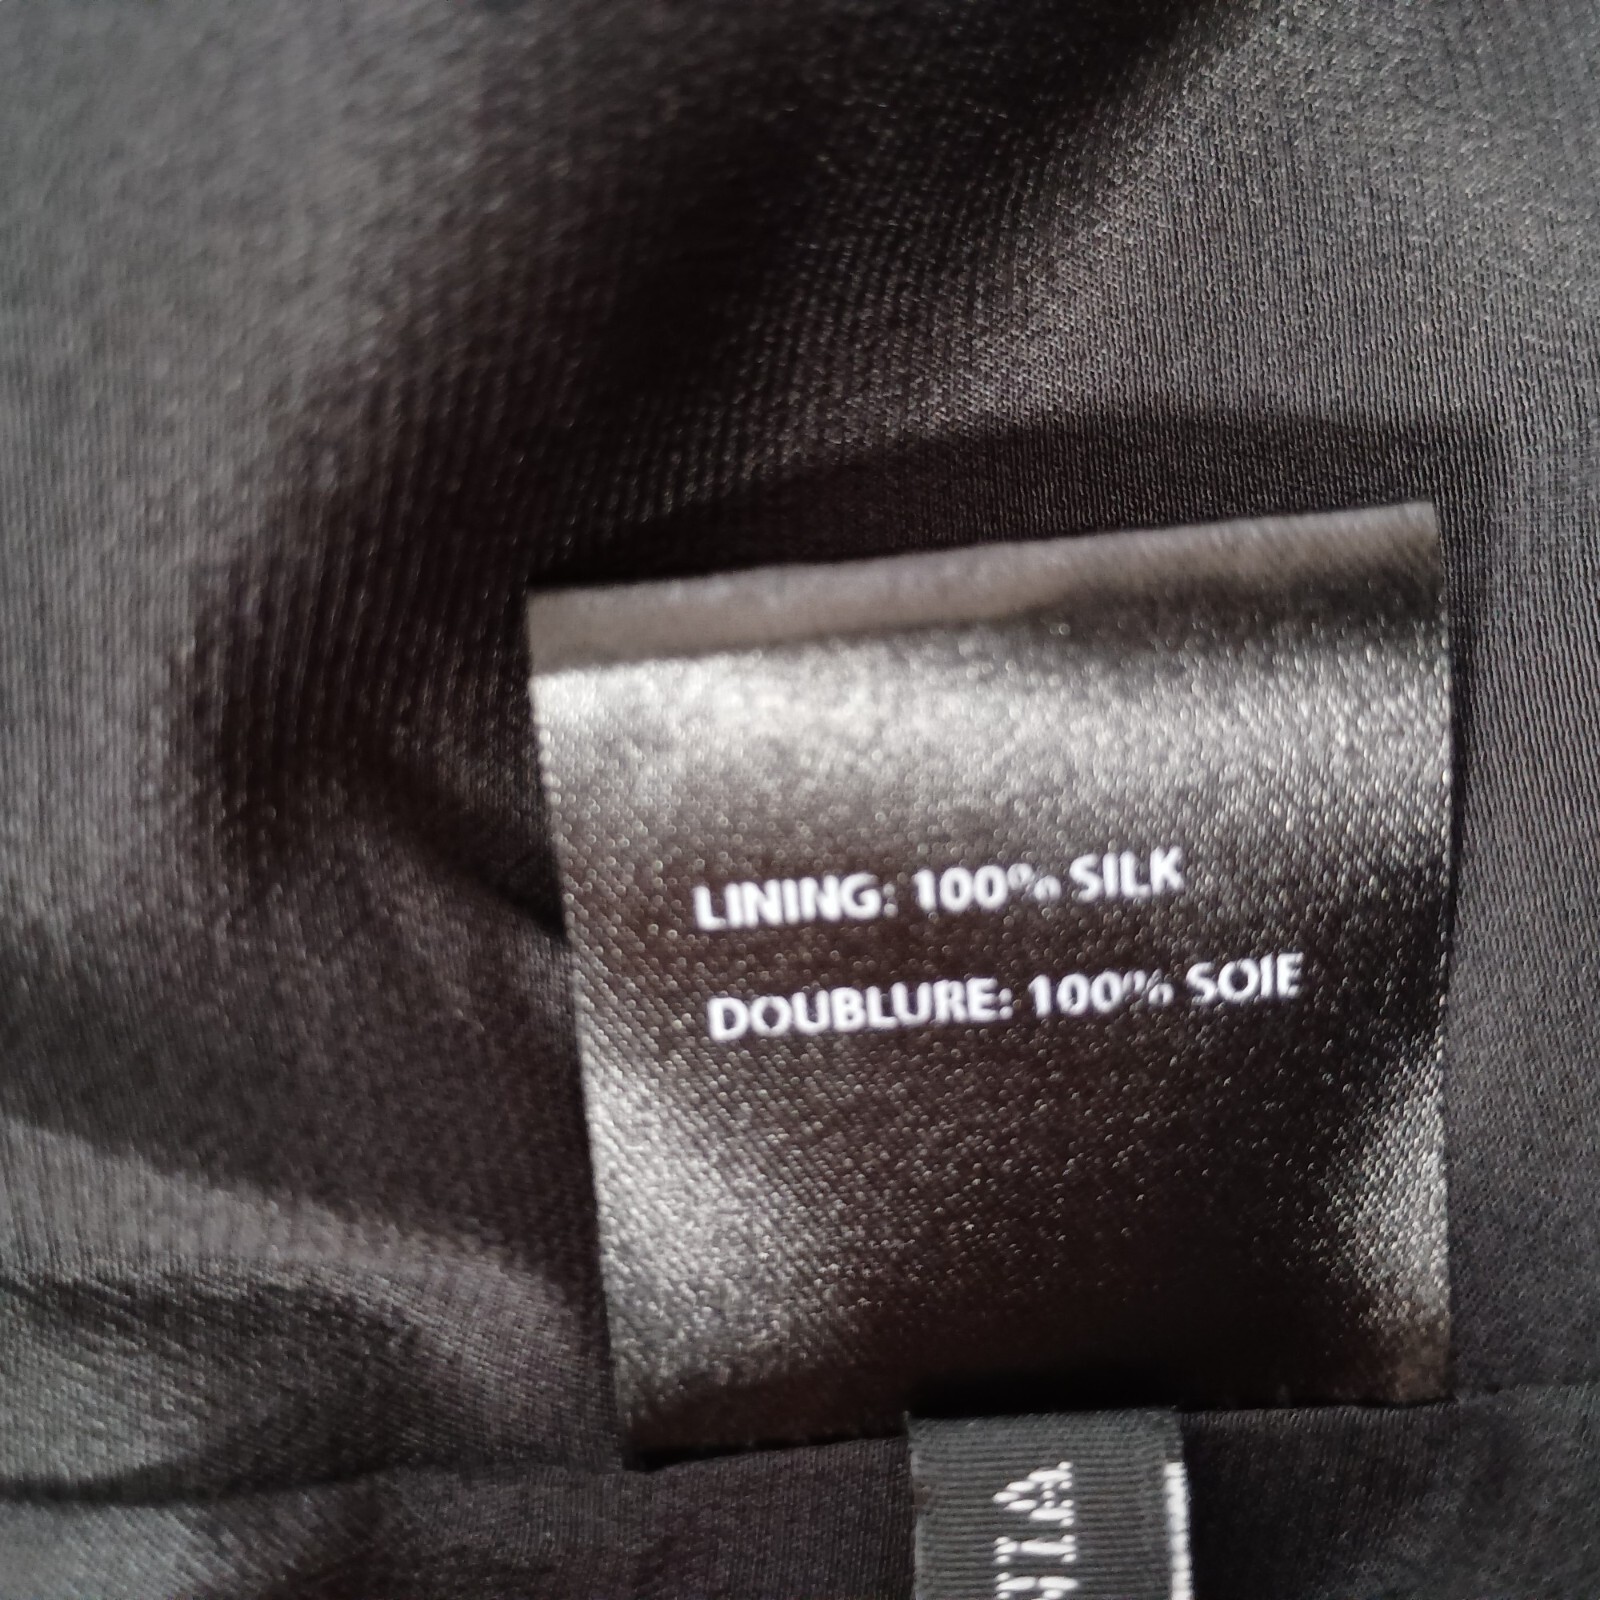 LINING: 100% SILK
DOUBLURE: 100% SOIE